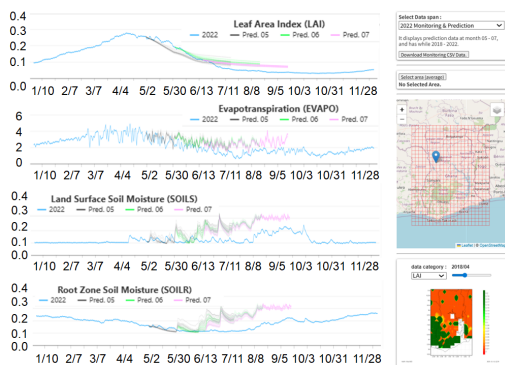 Leaf Area Index (LAI)
2022 Pred. 05 Pred. 06 Pred. 07
0.4
0.3
0.2
0.1
0.0
1/10 2/7 3/7 4/4 5/2 5/30 6/13 7/11 8/8 9/5 10/3 10/31 11/28
Evapotranspiration (EVAPO)
2022 Pred. 05 Pred. 06 Pred. 07
6
4
2
0
1/10 2/7 3/7 4/4 5/2 5/30 6/13 7/11 8/8 9/5 10/3 10/31 11/28
Land Surface Soil Moisture (SOILS)
2022 Pred. 05 Pred. 06 Pred. 07
0.4
0.3
0.2
0.1
0.0
1/10 2/7 3/7 4/4 5/2 5/30 6/13 7/11 8/8 9/5 10/3 10/31 11/28
Root Zone Soil Moisture (SOILR)
2022 Pred. 05 Pred. 06 Pred. 07
0.4
0.3
0.2
0.1
0.0
1/10 2/7 3/7 4/4 5/2 5/30 6/13 7/11 8/8 9/5 10/3 10/31 11/28
Select Data span :
2022 Monitoring & Prediction
It displays prediction data at month 05 - 07,
and has while 2018 - 2022.
Download Monitoring CSV Data
Select area (average)
No Selected Area.
+
−
Leaflet | © OpenStreetMap
data category : 2018/04
LAI